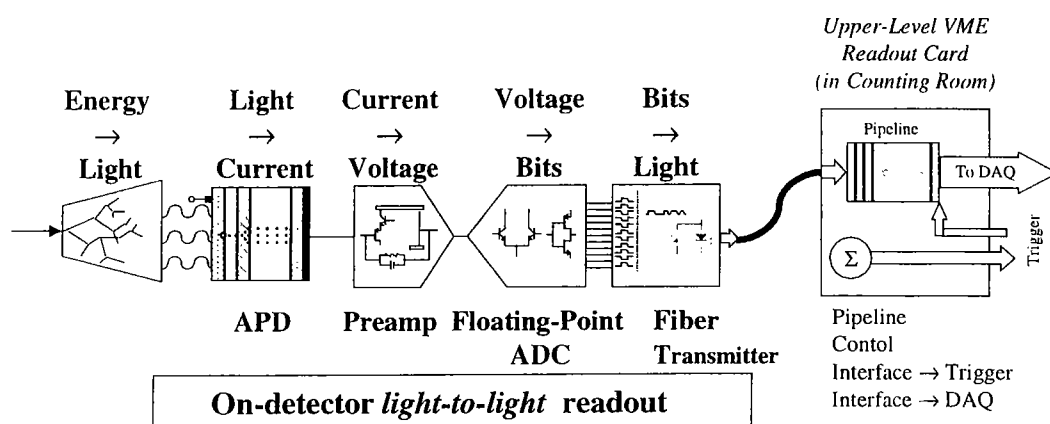 Upper-Level VME
Readout Card
(in Counting Room)
Energy
→
Light
Light
→
Current
Current
→
Voltage
Voltage
→
Bits
Bits
→
Light
Pipeline
To DAQ
Trigger
Σ
APD
Preamp
Floating-Point
ADC
Fiber
Transmitter
Pipeline
Contol
Interface → Trigger
Interface → DAQ
On-detector light-to-light readout